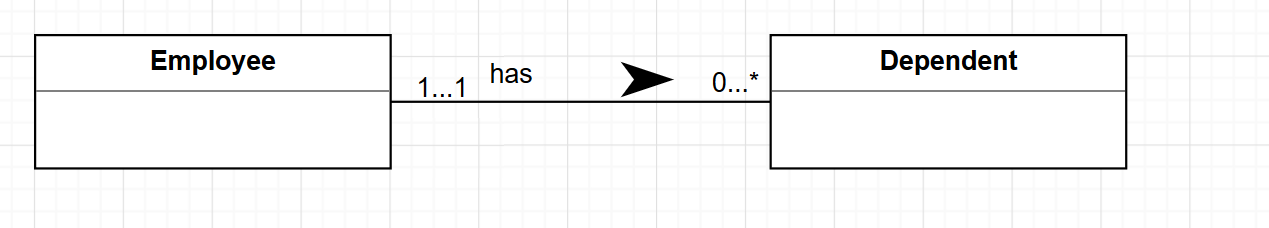 Employee
Dependent
1...1
has
0...*